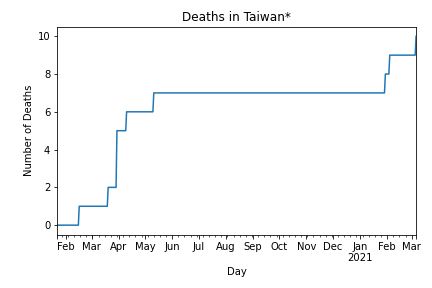 Deaths in Taiwan*
10
8
6
4
2
0
Number of Deaths
Feb Mar Apr May Jun Jul Aug Sep Oct Nov Dec Jan Feb Mar
2021
Day